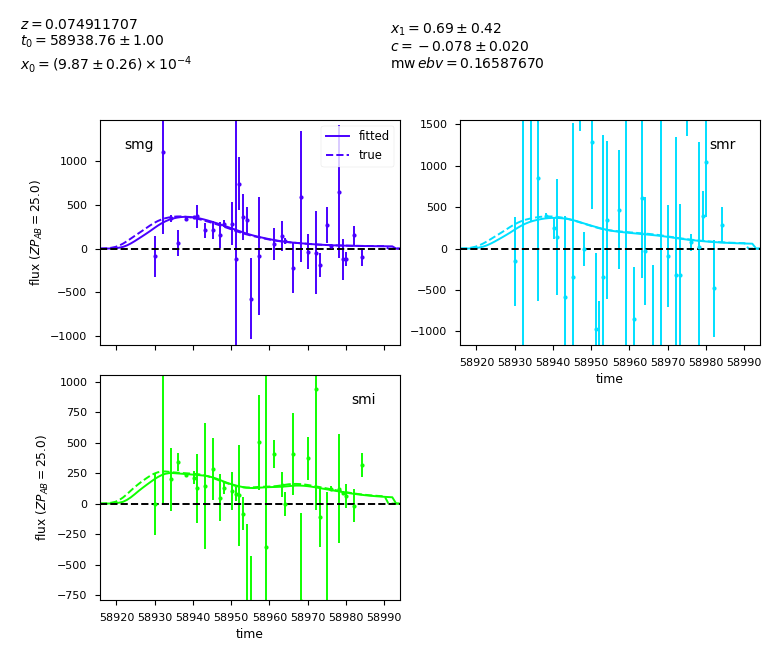 z = 0.074911707
t₀ = 58938.76 ± 1.00
x₀ = (9.87 ± 0.26) × 10⁻⁴
x₁ = 0.69 ± 0.42
c = −0.078 ± 0.020
mw ebv = 0.16587670
smg
fitted
true
1000
500
0
−500
−1000
flux (ZP_AB = 25.0)
smr
1500
1000
500
0
−500
−1000
58920 58930 58940 58950 58960 58970 58980 58990
time
smi
1000
750
500
250
0
−250
−500
−750
flux (ZP_AB = 25.0)
58920 58930 58940 58950 58960 58970 58980 58990
time